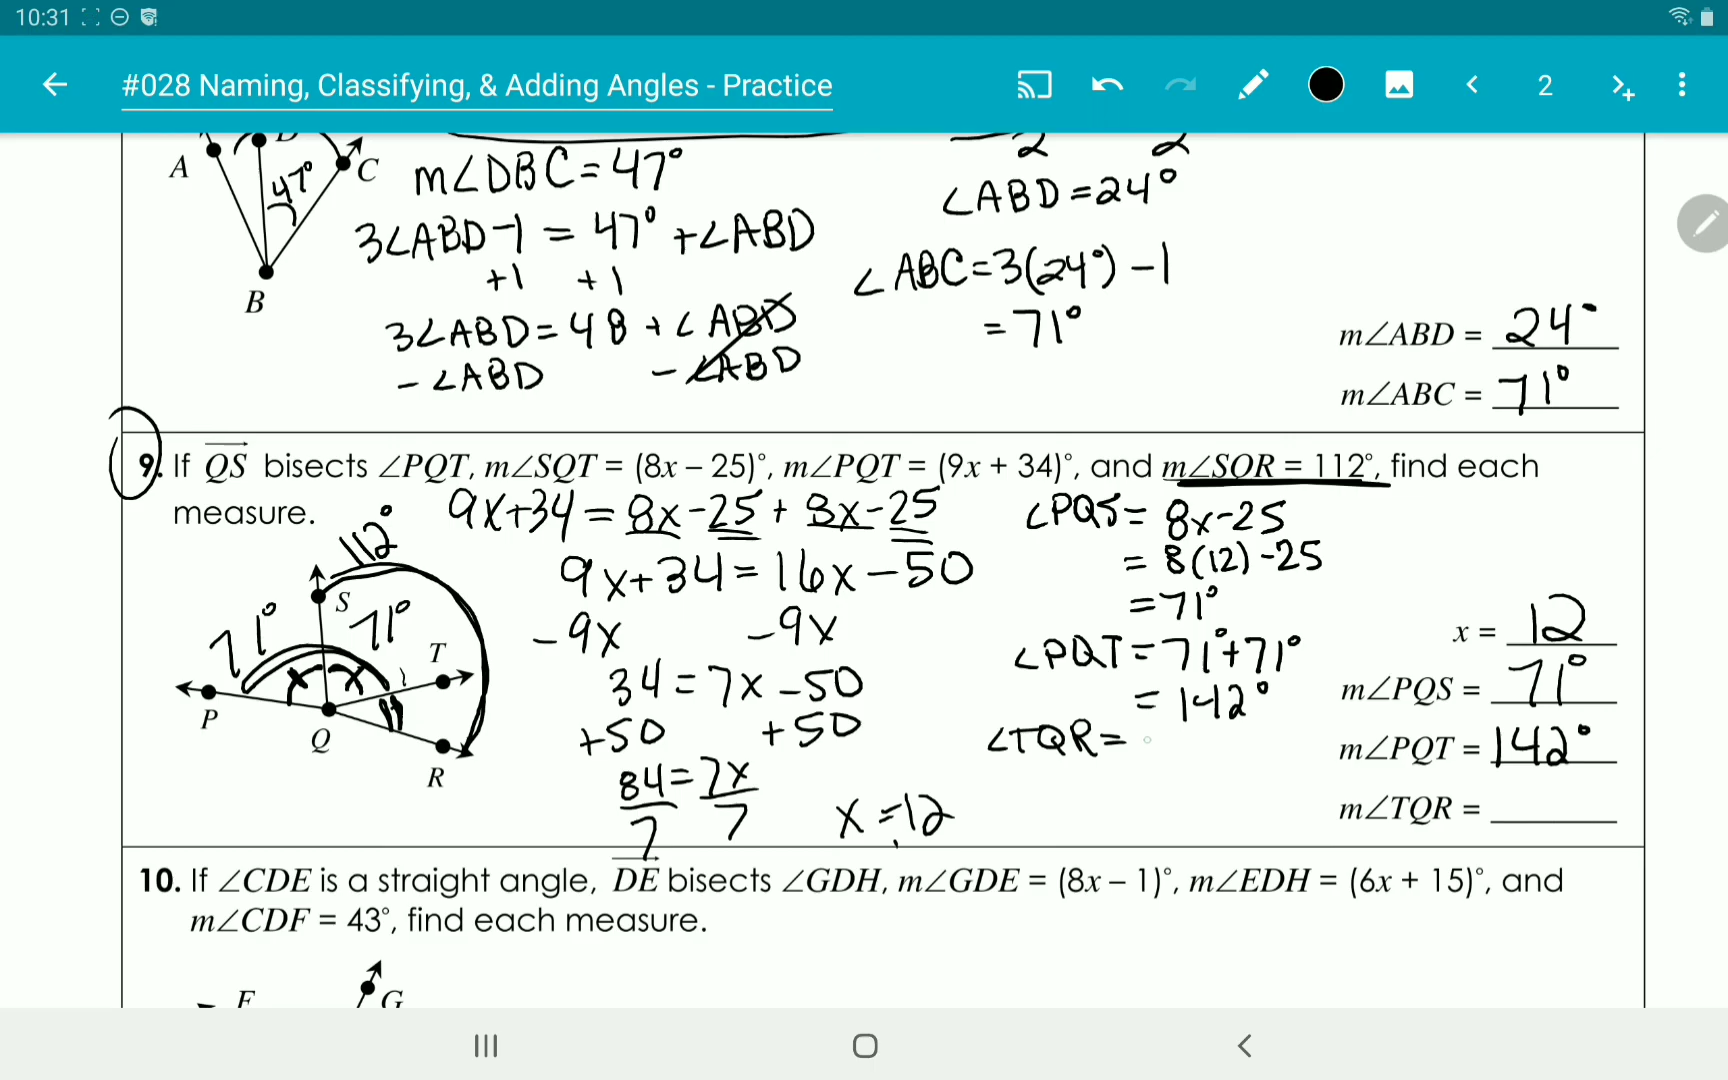 10:31
#028 Naming, Classifying, & Adding Angles - Practice
2
A
D
C
47°
B
m∠DBC = 47°
3∠ABD-1 = 47° +∠ABD
+1 +1
3∠ABD = 48 + ∠ABD
- ∠ABD - ∠ABD
2 2
∠ABD = 24°
∠ABC = 3(24°) - 1
= 71°
m∠ABD = 24°
m∠ABC = 71°
9. If QS bisects ∠PQT, m∠SQT = (8x – 25)°, m∠PQT = (9x + 34)°, and m∠SQR = 112°, find each
measure.
112°
71°
S
71°
T
x x
P
Q
R
9x+34 = 8x-25 + 8x-25
9x+34 = 16x-50
-9x -9x
34 = 7x -50
+50 +50
84 = 7x
7 7
x = 12
∠PQS = 8x-25
= 8(12)-25
= 71°
∠PQT = 71°+71°
= 142°
∠TQR =
x = 12
m∠PQS = 71°
m∠PQT = 142°
m∠TQR =
10. If ∠CDE is a straight angle, DE bisects ∠GDH, m∠GDE = (8x – 1)°, m∠EDH = (6x + 15)°, and
m∠CDF = 43°, find each measure.
F
G